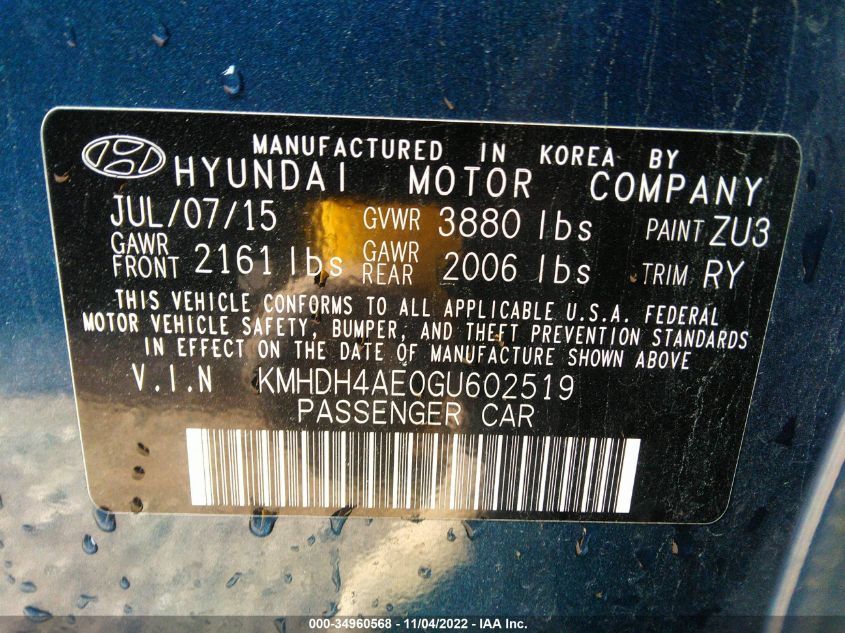 MANUFACTURED IN KOREA BY
HYUNDAI MOTOR COMPANY
JUL/07/15 GVWR 3880 lbs PAINT ZU3
GAWR FRONT 2161 lbs GAWR REAR 2006 lbs TRIM RY
THIS VEHICLE CONFORMS TO ALL APPLICABLE U.S.A. FEDERAL
MOTOR VEHICLE SAFETY, BUMPER, AND THEFT PREVENTION STANDARDS
IN EFFECT ON THE DATE OF MANUFACTURE SHOWN ABOVE
V.I.N KMHDH4AE0GU602519
PASSENGER CAR
000-34960568 - 11/04/2022 - IAA Inc.